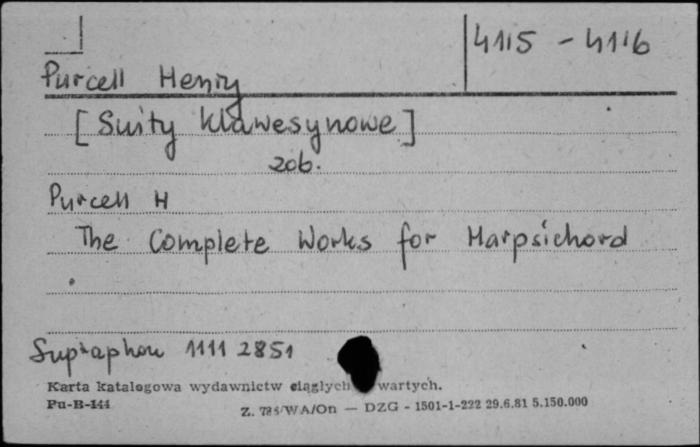 4115 - 4116
Purcell Henry
[Suity klawesynowe]
zob.
Purcell H
The Complete Works for Harpsichord
Supraphon 1111 2851
Karta katalogowa wydawnictw ciągłych wartych.
Pu-B-144
Z. WA/On — DZG - 1501-1-222 29.6.81 5.150.000